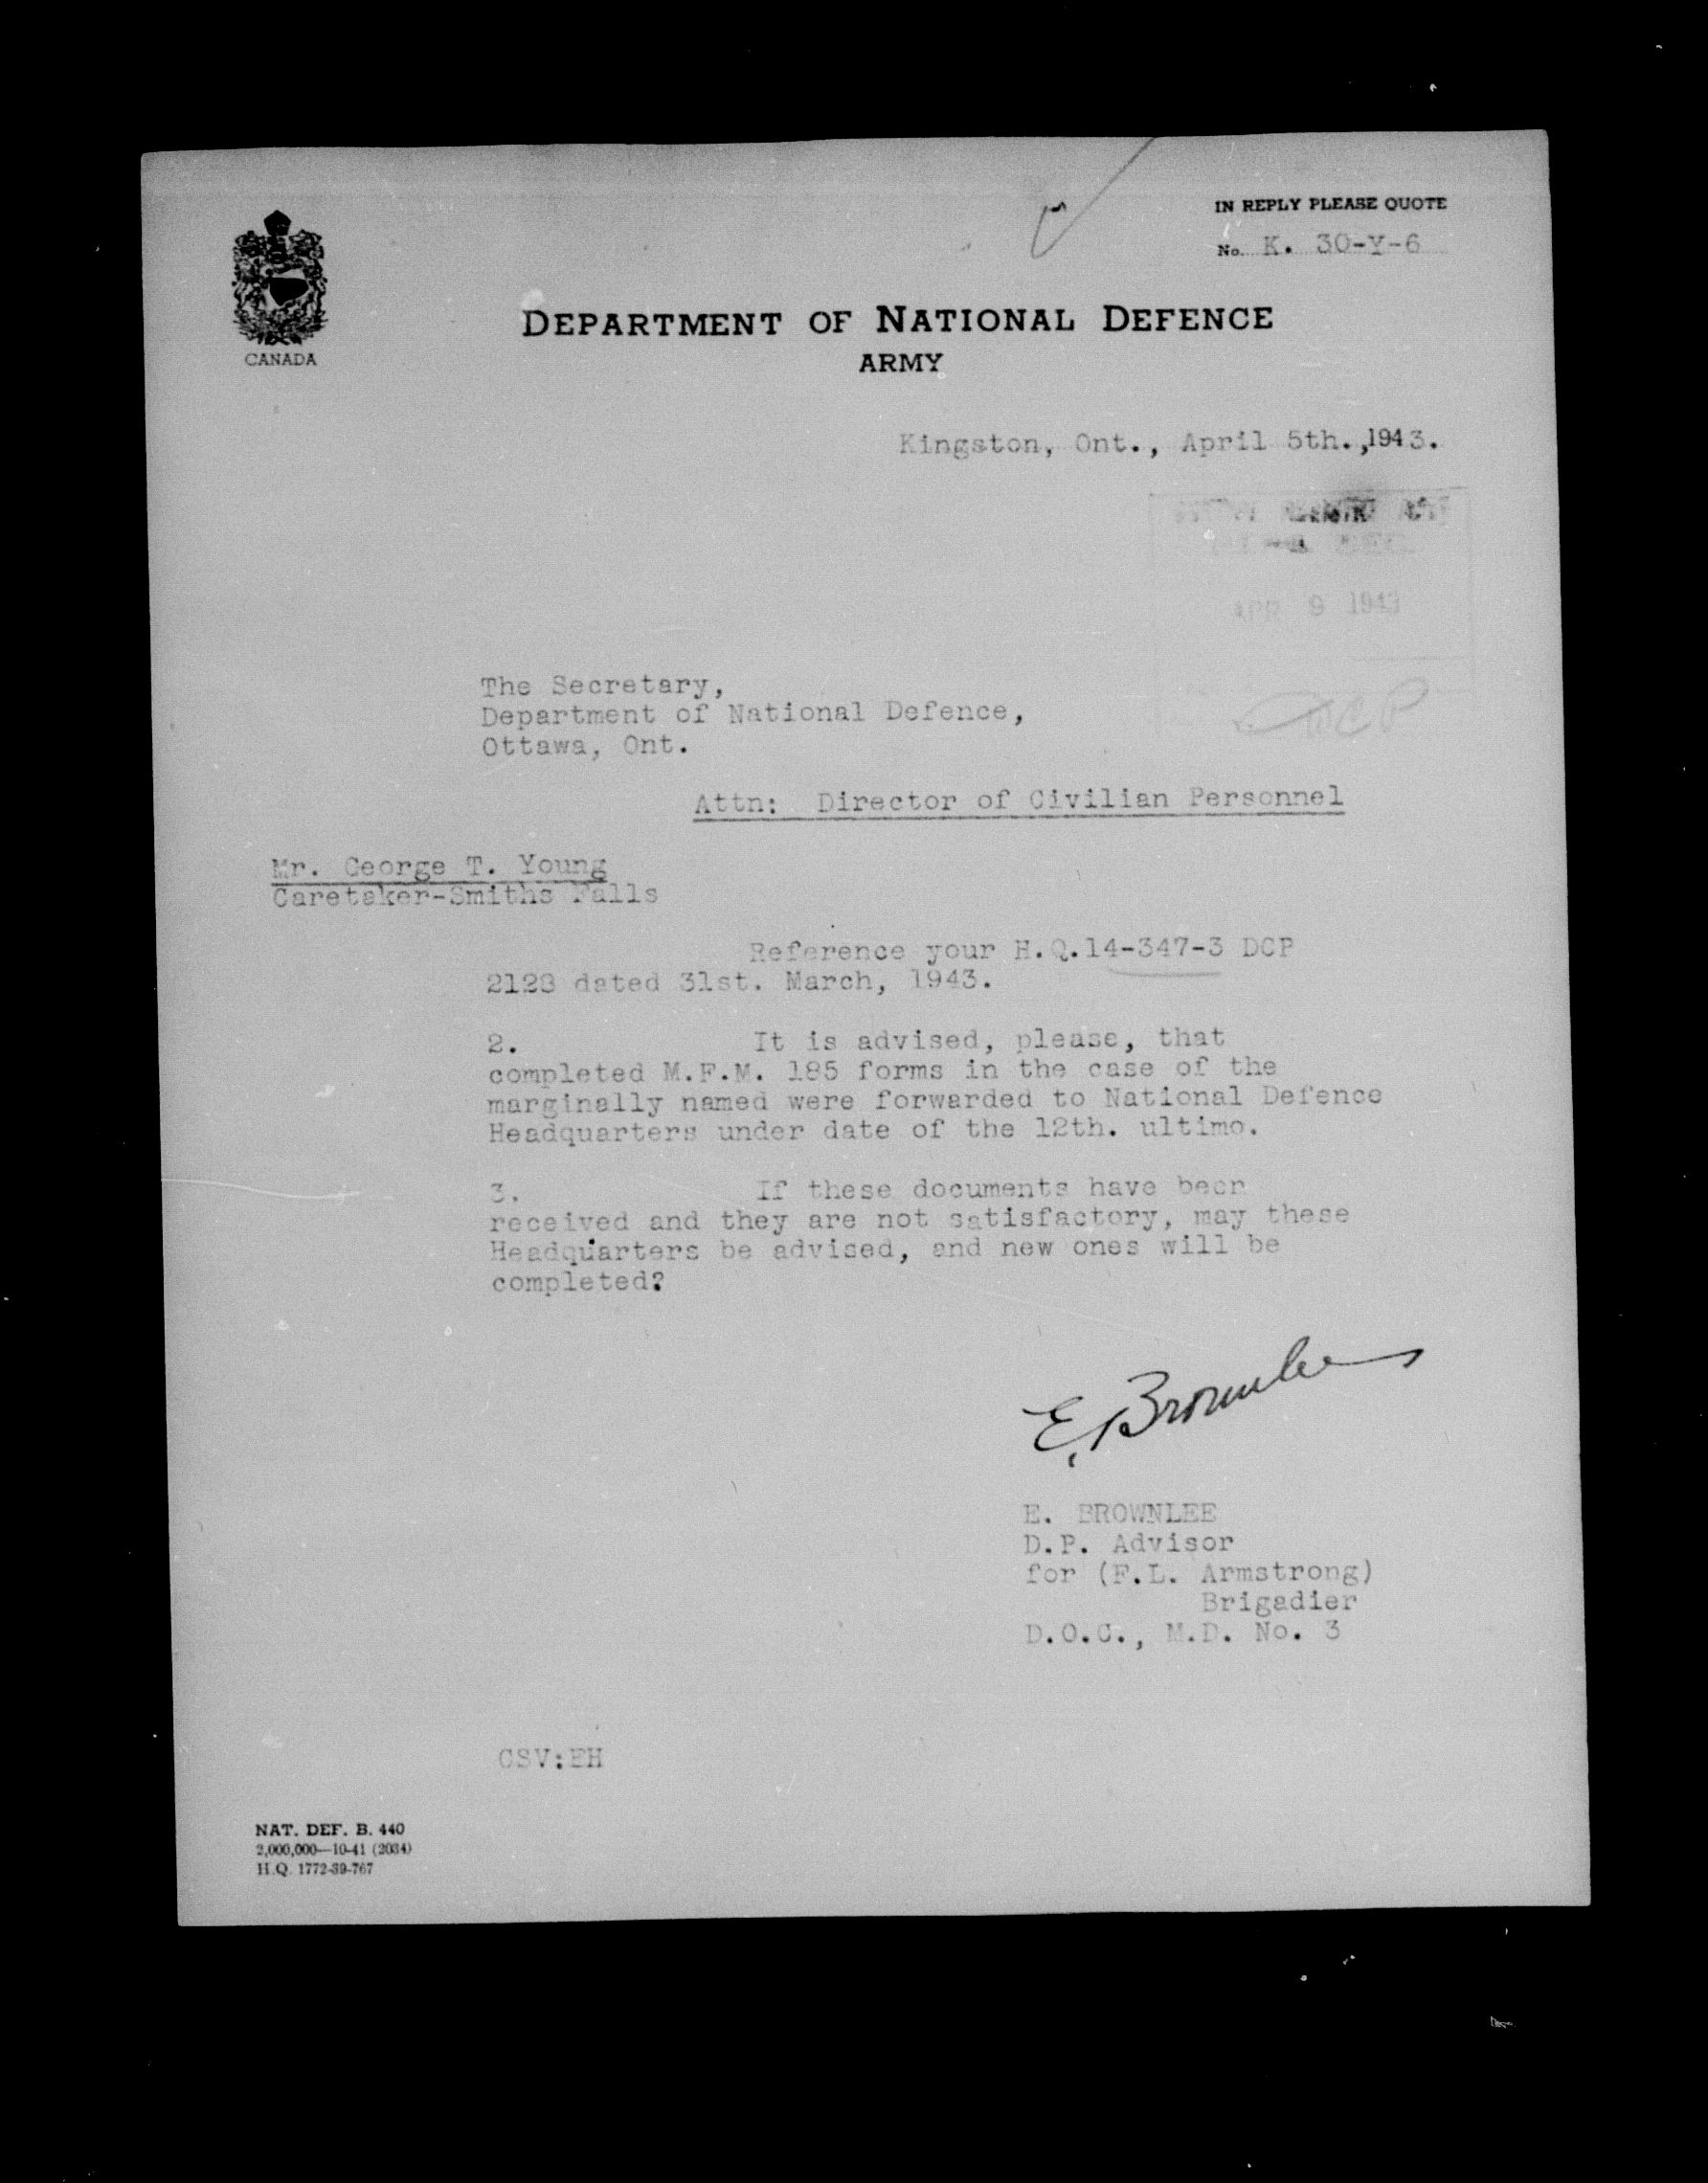 IN REPLY PLEASE QUOTE
No. K. 30-Y-6
CANADA
DEPARTMENT OF NATIONAL DEFENCE
ARMY
Kingston, Ont., April 5th.,1943.
APR 9 1943
DCP
The Secretary,
Department of National Defence,
Ottawa, Ont.
Attn: Director of Civilian Personnel
Mr. George T. Young
Caretaker-Smiths Falls
Reference your H.Q.14-347-3 DCP
2128 dated 31st. March, 1943.
2. It is advised, please, that
completed M.F.M. 185 forms in the case of the
marginally named were forwarded to National Defence
Headquarters under date of the 12th. ultimo.
3. If these documents have been
received and they are not satisfactory, may these
Headquarters be advised, and new ones will be
completed?
E. Brownlee
E. BROWNLEE
D.P. Advisor
for (F.L. Armstrong)
Brigadier
D.O.C., M.D. No. 3
CSV:EH
NAT. DEF. B. 440
2,000,000—10-41 (2034)
H.Q. 1772-39-767